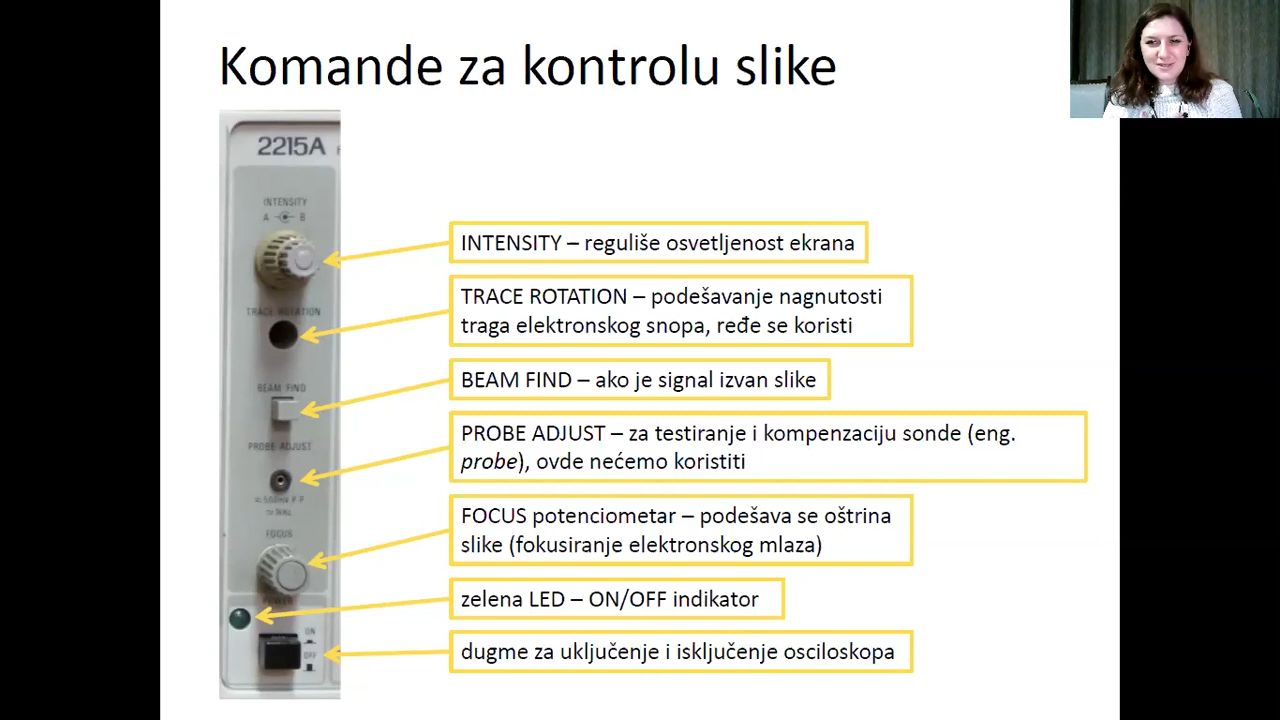 Komande za kontrolu slike
2215A
INTENSITY
A B
TRACE ROTATION
BEAM FIND
PROBE ADJUST
FOCUS
POWER
ON
OFF
INTENSITY – reguliše osvetljenost ekrana
TRACE ROTATION – podešavanje nagnutosti
traga elektronskog snopa, ređe se koristi
BEAM FIND – ako je signal izvan slike
PROBE ADJUST – za testiranje i kompenzaciju sonde (eng.
probe), ovde nećemo koristiti
FOCUS potenciometar – podešava se oštrina
slike (fokusiranje elektronskog mlaza)
zelena LED – ON/OFF indikator
dugme za uključenje i isključenje osciloskopa